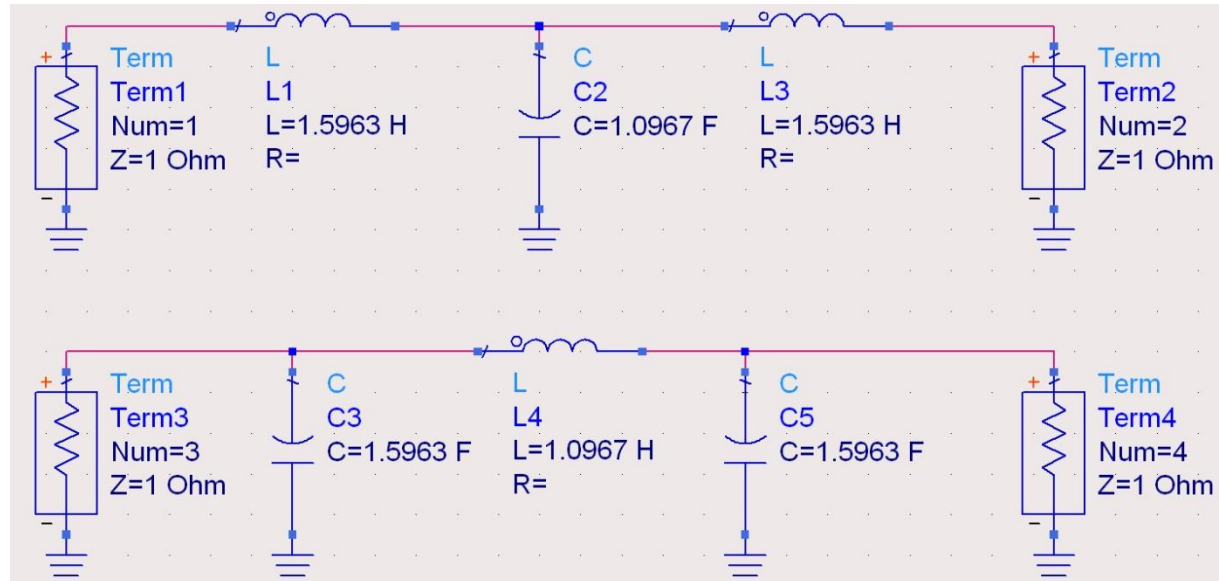 +
Term
Term1
Num=1
Z=1 Ohm
-
L
L1
L=1.5963 H
R=
C
C2
C=1.0967 F
L
L3
L=1.5963 H
R=
+
Term
Term2
Num=2
Z=1 Ohm
-
+
Term
Term3
Num=3
Z=1 Ohm
-
C
C3
C=1.5963 F
L
L4
L=1.0967 H
R=
C
C5
C=1.5963 F
+
Term
Term4
Num=4
Z=1 Ohm
-